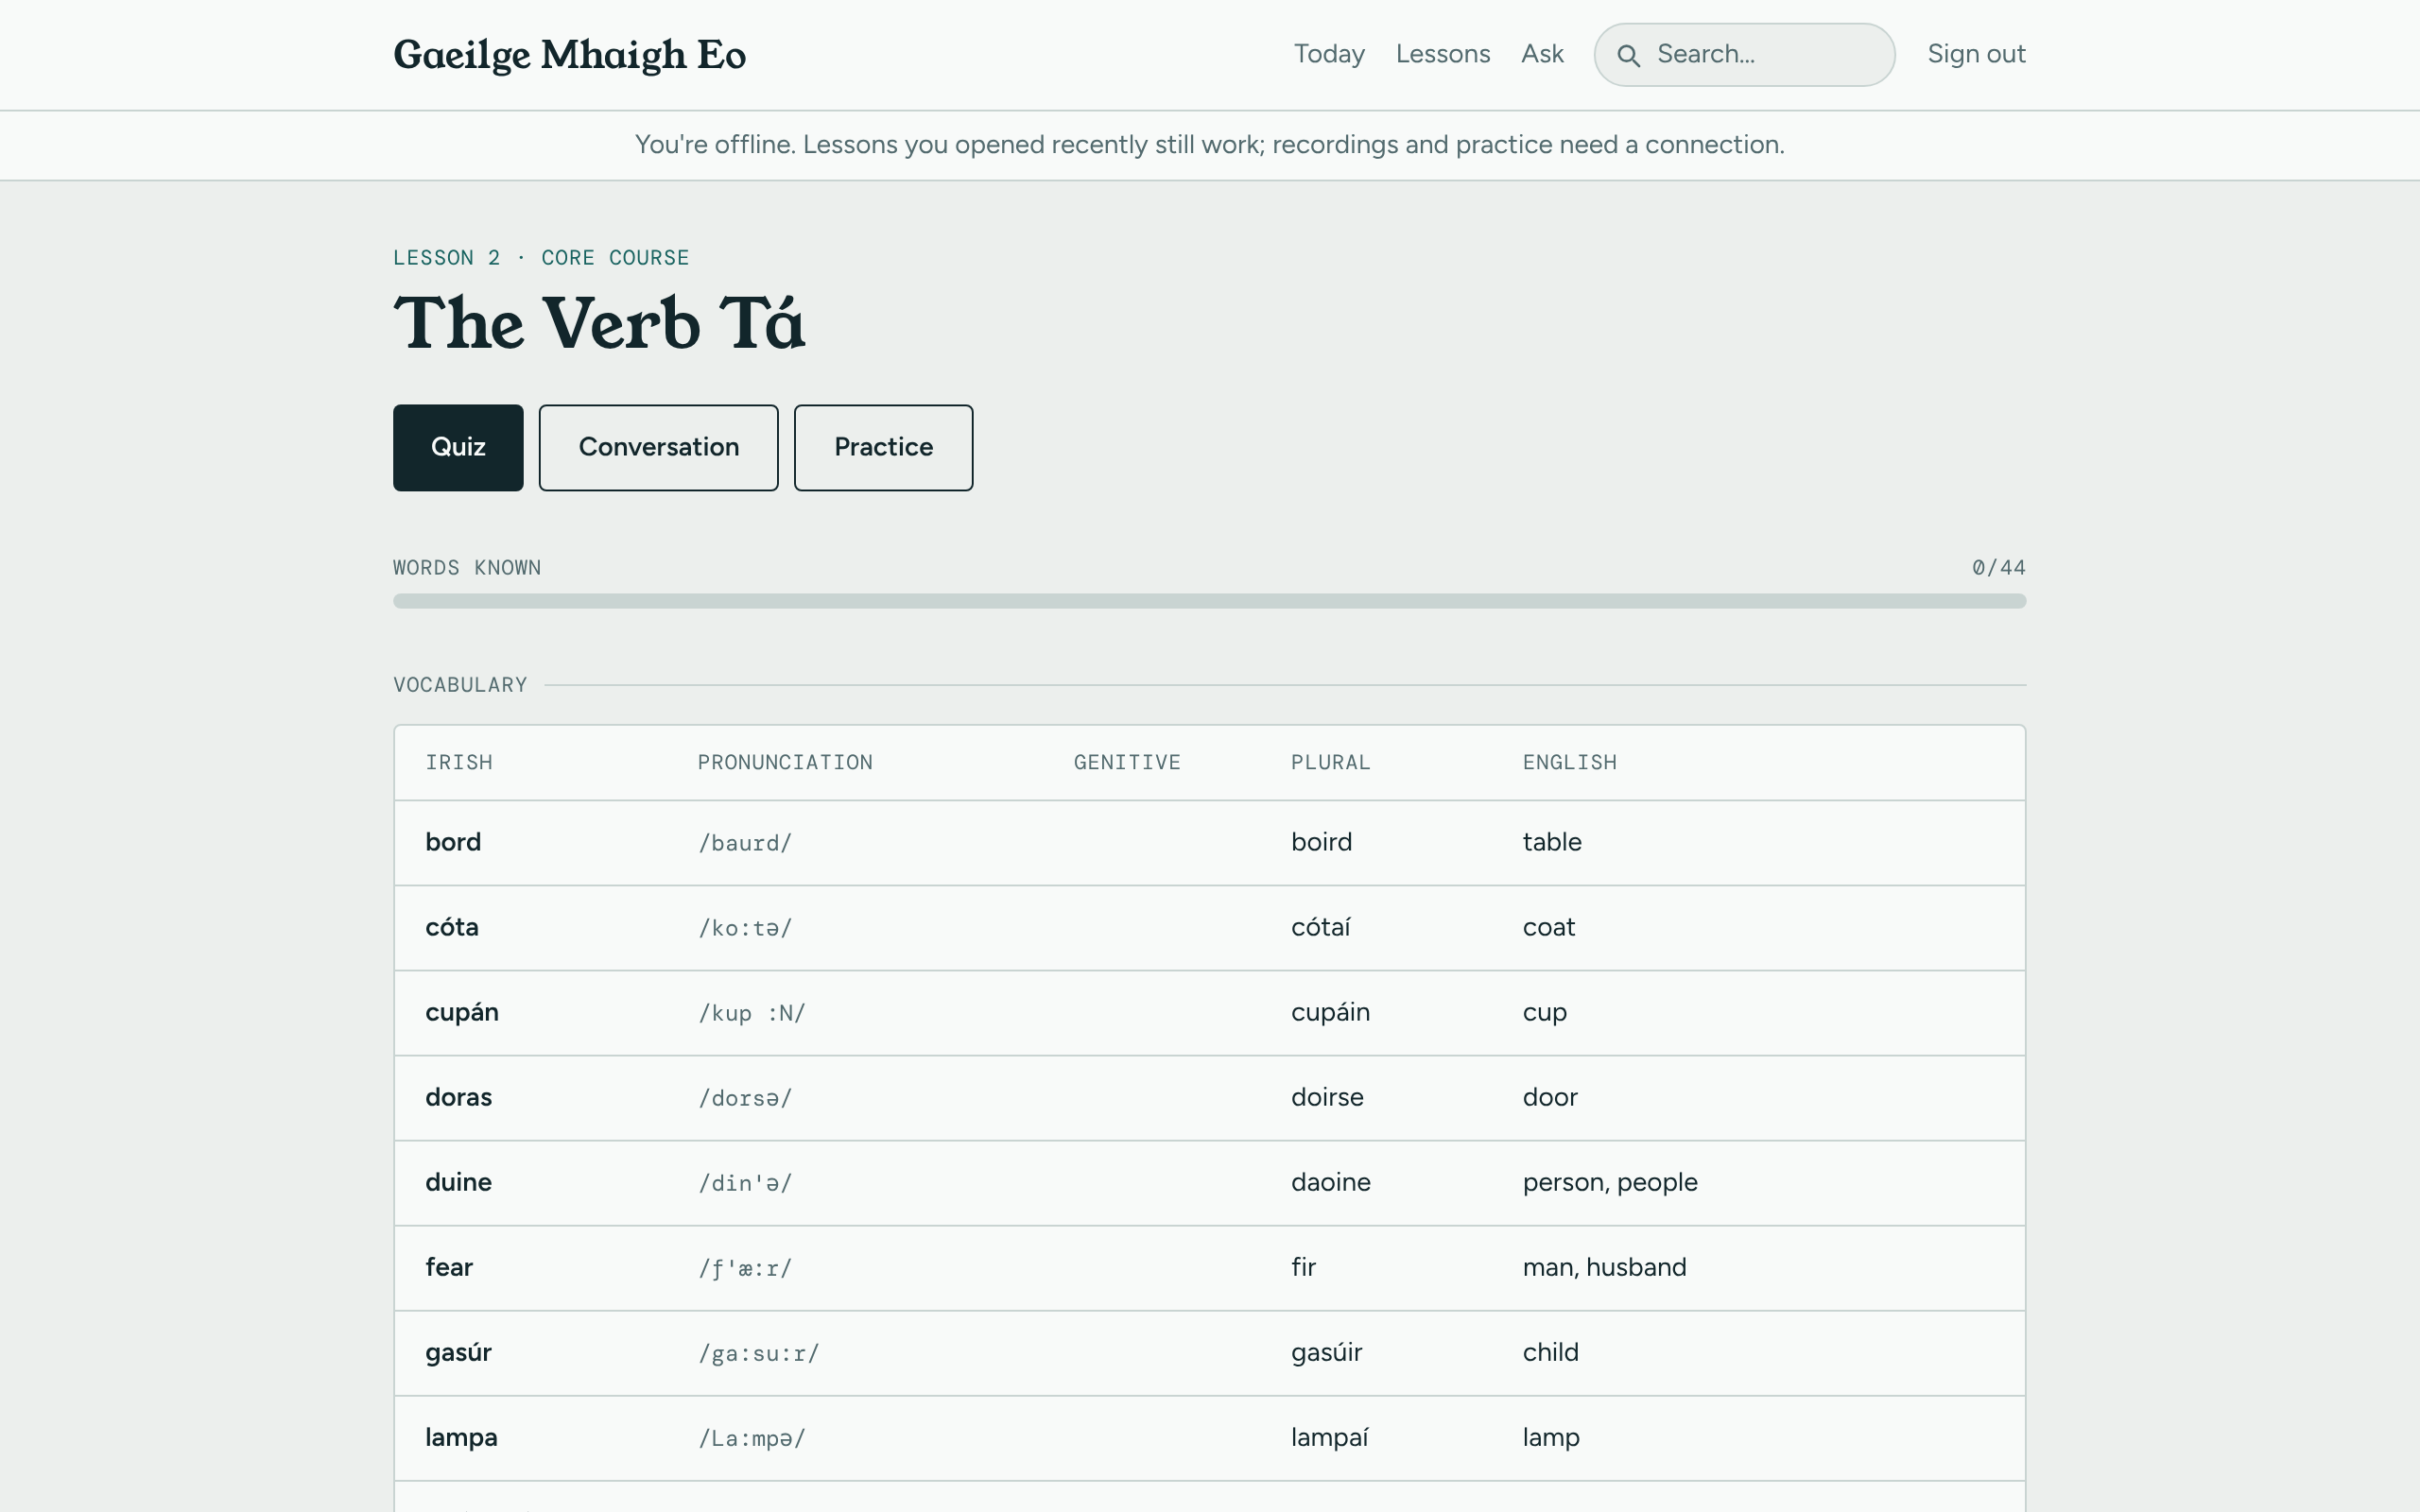 Gaeilge Mhaigh Eo Today Lessons Ask Search... Sign out
You're offline. Lessons you opened recently still work; recordings and practice need a connection.
LESSON 2 · CORE COURSE
The Verb Tá
Quiz Conversation Practice
WORDS KNOWN 0/44
VOCABULARY
IRISH PRONUNCIATION GENITIVE PLURAL ENGLISH
bord /baurd/ boird table
cóta /ko:tə/ cótaí coat
cupán /kup :N/ cupáin cup
doras /dorsə/ doirse door
duine /din'ə/ daoine person, people
fear /ƒ'æ:r/ fir man, husband
gasúr /ga:su:r/ gasúir child
lampa /La:mpə/ lampaí lamp